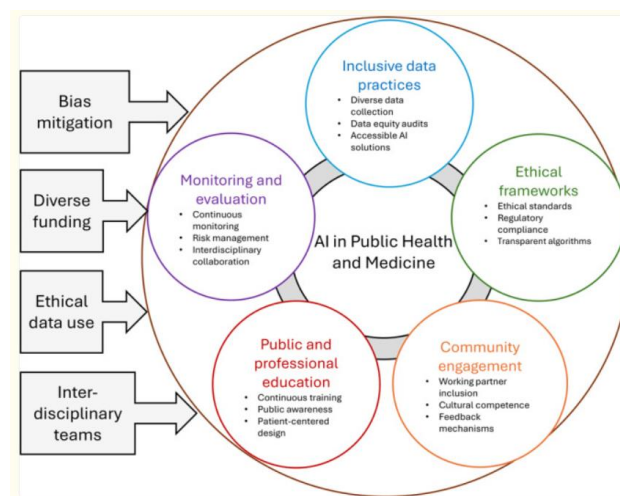 Bias
mitigation
Diverse
funding
Ethical
data use
Inter-
disciplinary
teams
Inclusive data
practices
• Diverse data
collection
• Data equity audits
• Accessible AI
solutions
Monitoring and
evaluation
• Continuous
monitoring
• Risk management
• Interdisciplinary
collaboration
Ethical
frameworks
• Ethical standards
• Regulatory
compliance
• Transparent algorithms
AI in Public Health
and Medicine
Public and
professional
education
• Continuous training
• Public awareness
• Patient-centered
design
Community
engagement
• Working partner
inclusion
• Cultural competence
• Feedback
mechanisms